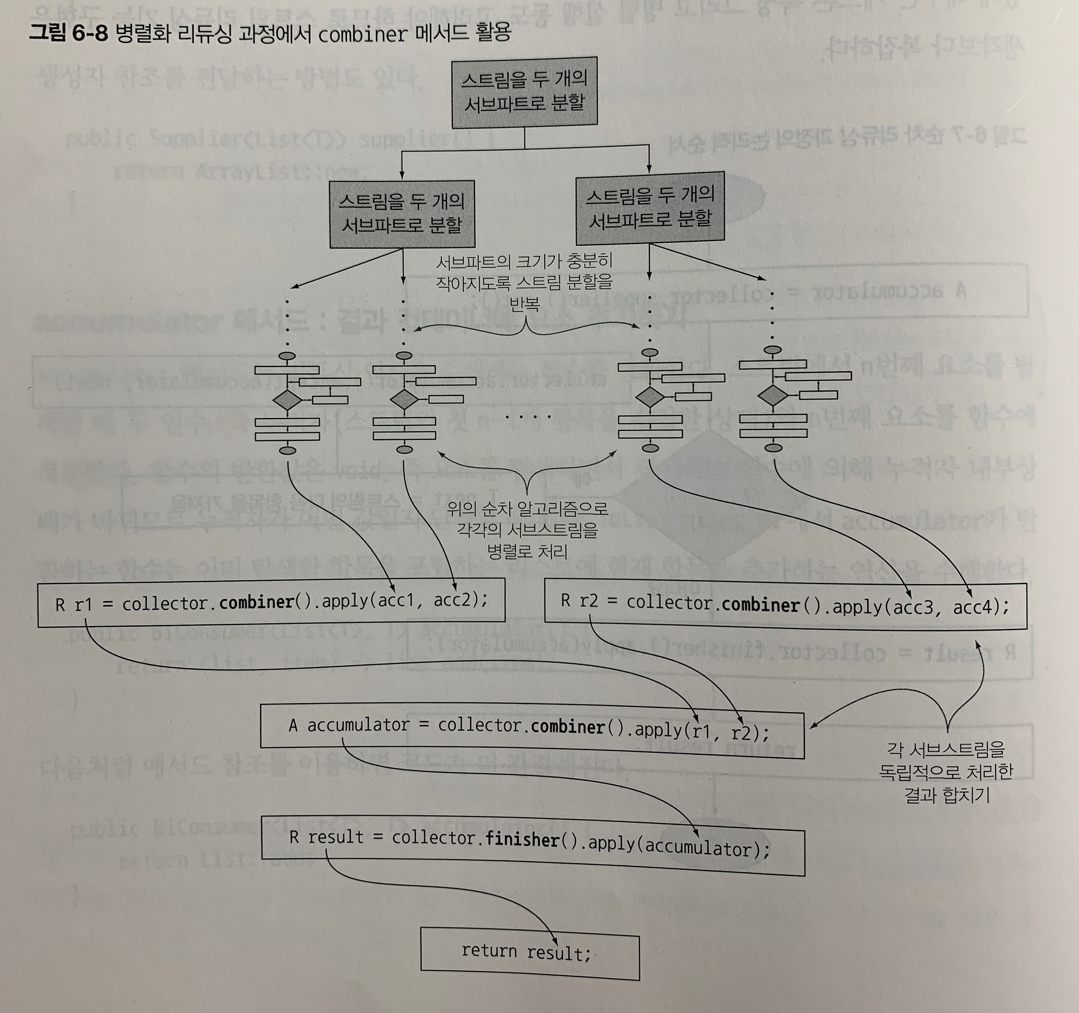 그림 6-8 병렬화 리듀싱 과정에서 combiner 메서드 활용
스트림을 두 개의
서브파트로 분할
스트림을 두 개의
서브파트로 분할
스트림을 두 개의
서브파트로 분할
서브파트의 크기가 충분히
작아지도록 스트림 분할을
반복
위의 순차 알고리즘으로
각각의 서브스트림을
병렬로 처리
R r1 = collector.combiner().apply(acc1, acc2);
R r2 = collector.combiner().apply(acc3, acc4);
A accumulator = collector.combiner().apply(r1, r2);
각 서브스트림을
독립적으로 처리한
결과 합치기
R result = collector.finisher().apply(accumulator);
return result;